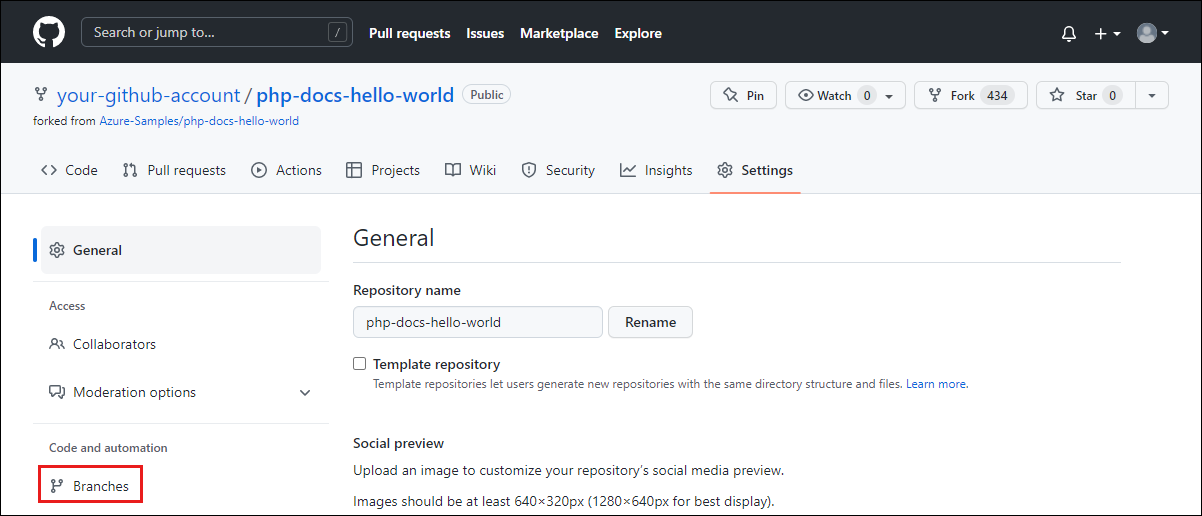 Search or jump to... /
Pull requests Issues Marketplace Explore
your-github-account / php-docs-hello-world Public
Pin Watch 0 Fork 434 Star 0
forked from Azure-Samples/php-docs-hello-world
Code Pull requests Actions Projects Wiki Security Insights Settings
General
Access
Collaborators
Moderation options
Code and automation
Branches
General
Repository name
php-docs-hello-world Rename
Template repository
Template repositories let users generate new repositories with the same directory structure and files. Learn more.
Social preview
Upload an image to customize your repository's social media preview.
Images should be at least 640×320px (1280×640px for best display).